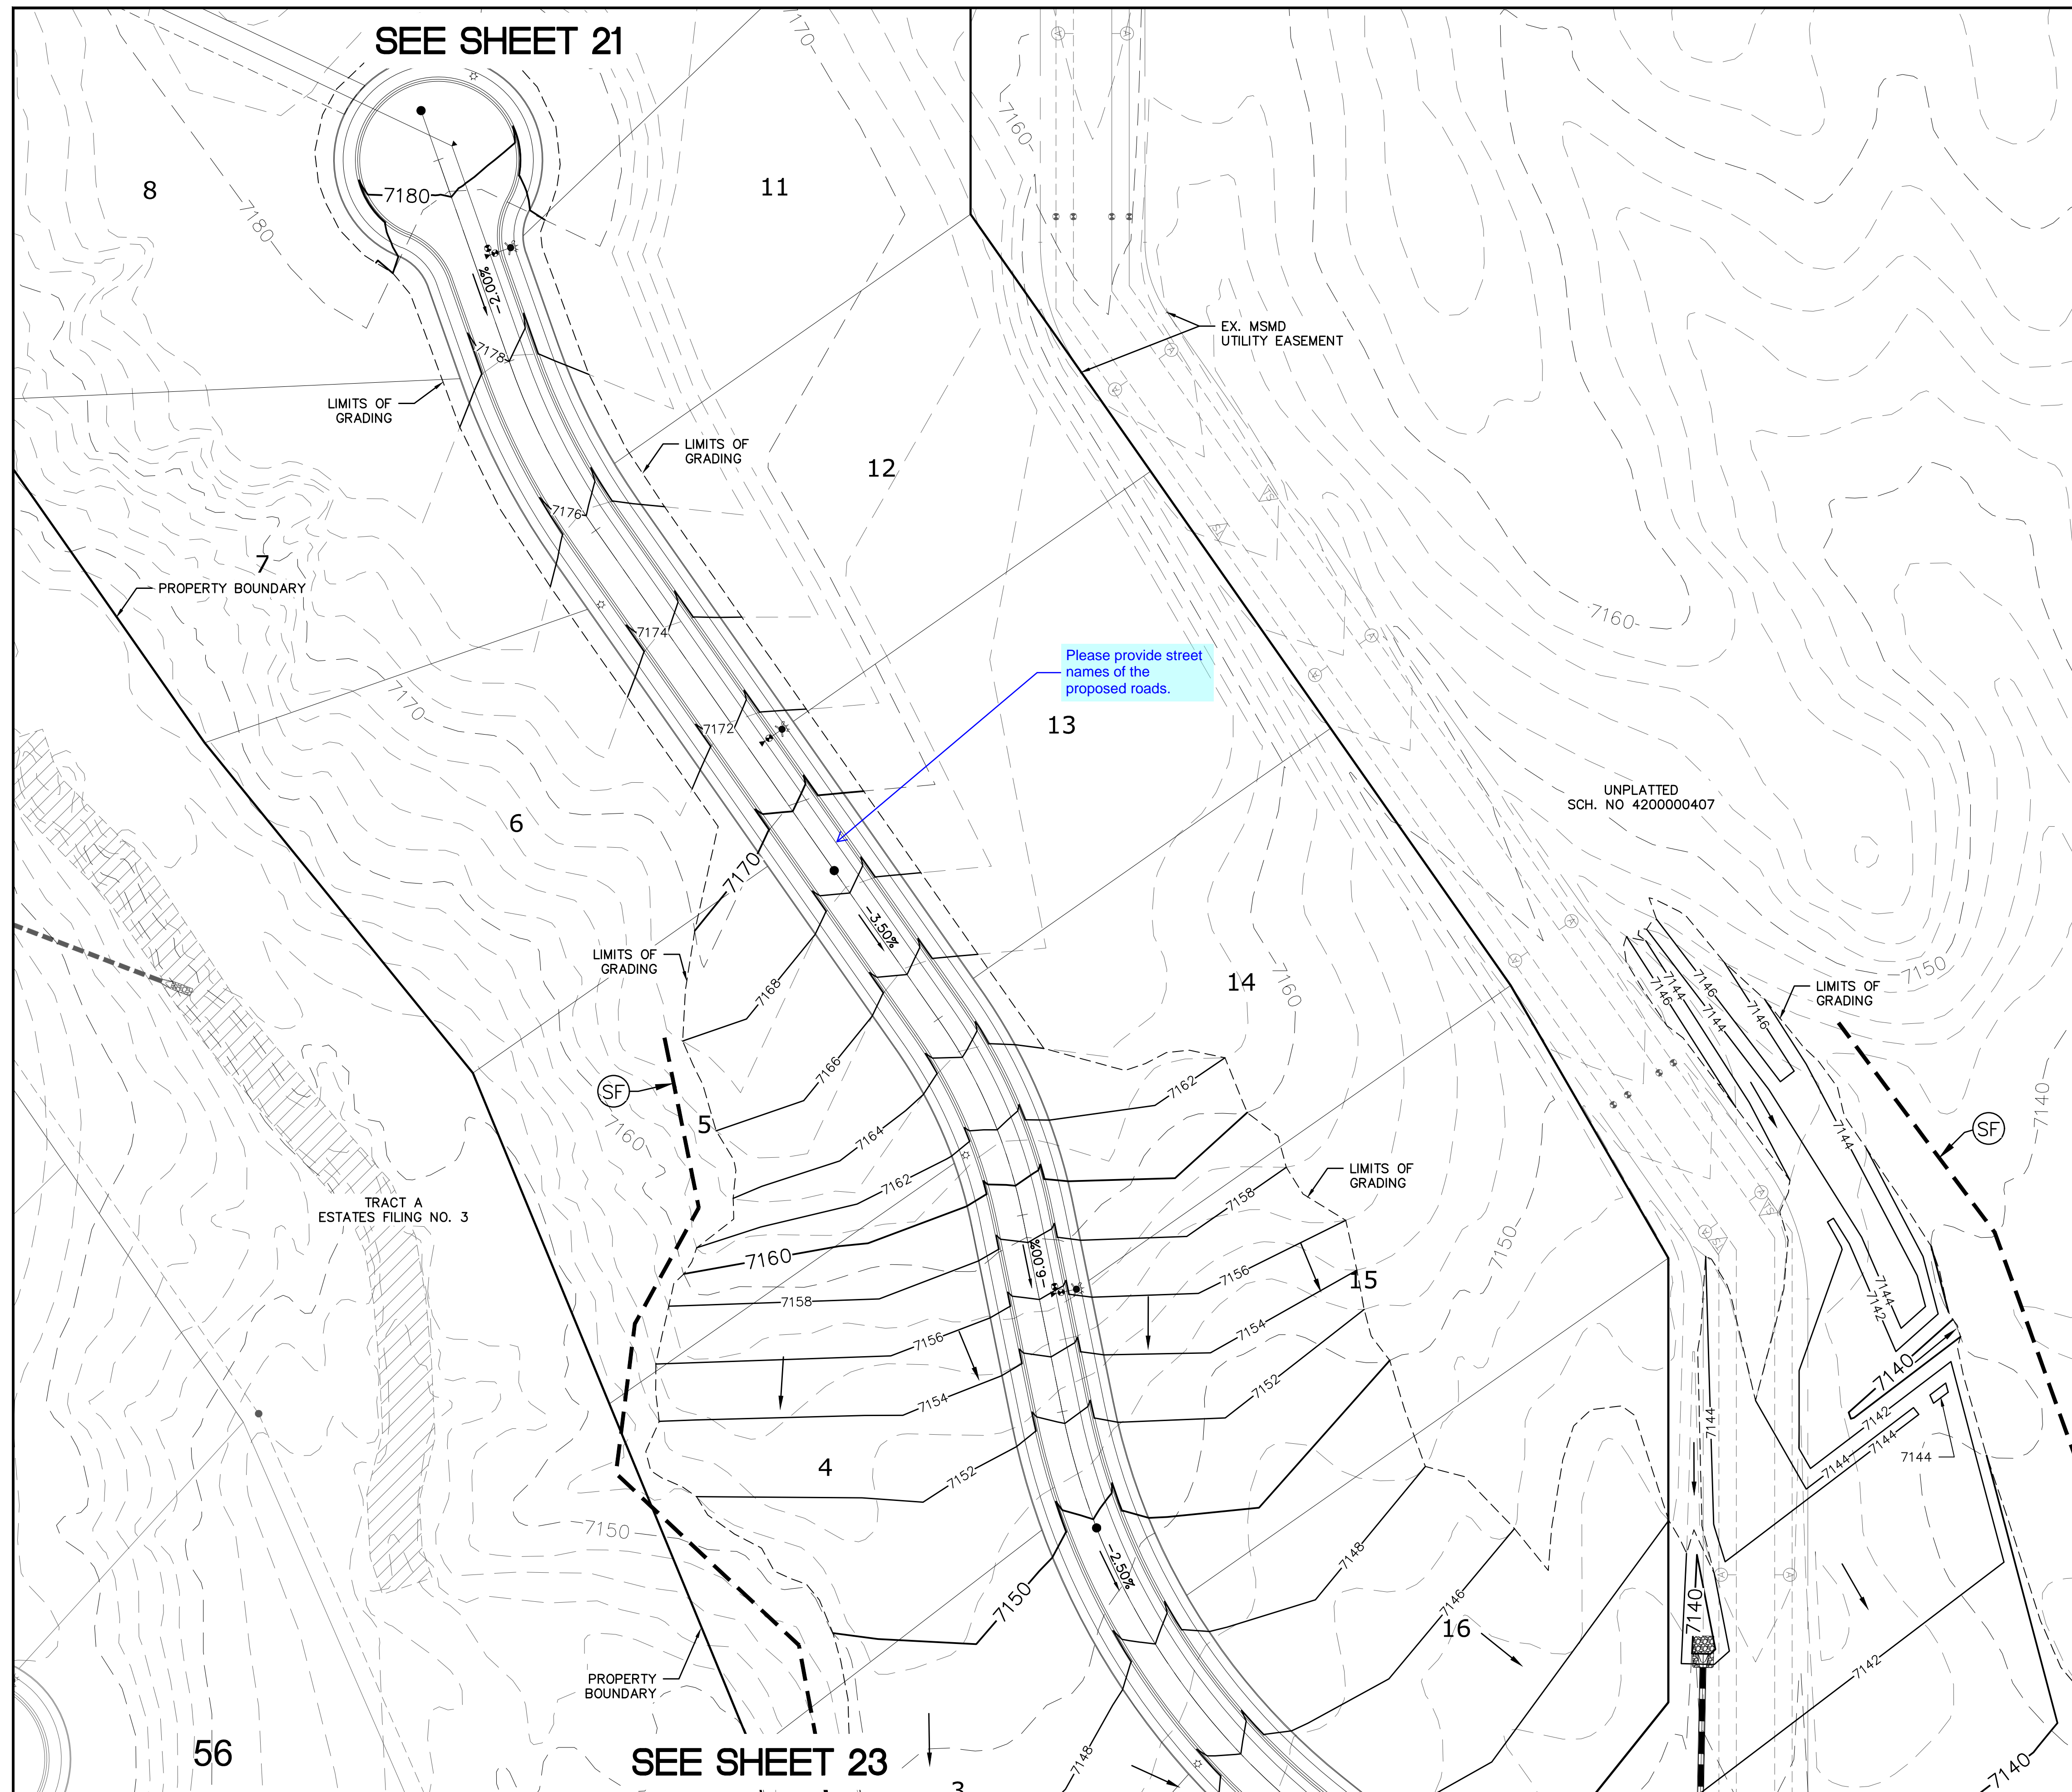 SEE SHEET 21
7170
7160
8
11
7180
7180
-2.00%
EX. MSMD
UTILITY EASEMENT
7178
LIMITS OF
GRADING
LIMITS OF
GRADING
12
7176
7
PROPERTY BOUNDARY
7160
7174
Please provide street
names of the
proposed roads.
7170
7172
13
UNPLATTED
SCH. NO 4200000407
6
7170
-3.50%
LIMITS OF
GRADING
7168
14
7160
7150
LIMITS OF
GRADING
7146
7144
7146
7144
7166
7162
SF
5
7160
7164
7140
SF
7144
LIMITS OF
GRADING
7162
7158
TRACT A
ESTATES FILING NO. 3
7150
7160
-6.00%
7156
15
7158
7144
7142
7156
7154
7140
7154
7152
7142
7144
7144
7144
7144
4
7152
7150
7148
-2.50%
7150
7146
16
7140
7142
PROPERTY
BOUNDARY
56
SEE SHEET 23
7148
3
7140